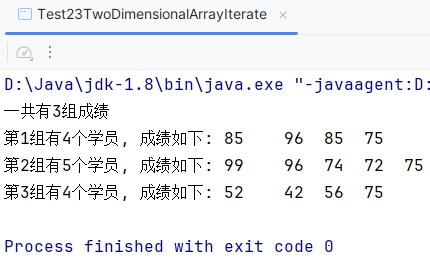 Test23TwoDimensionalArrayIterate
D:\Java\jdk-1.8\bin\java.exe "-javaagent:D:
一共有3组成绩
第1组有4个学员, 成绩如下: 85 96 85 75
第2组有5个学员, 成绩如下: 99 96 74 72 75
第3组有4个学员, 成绩如下: 52 42 56 75
Process finished with exit code 0